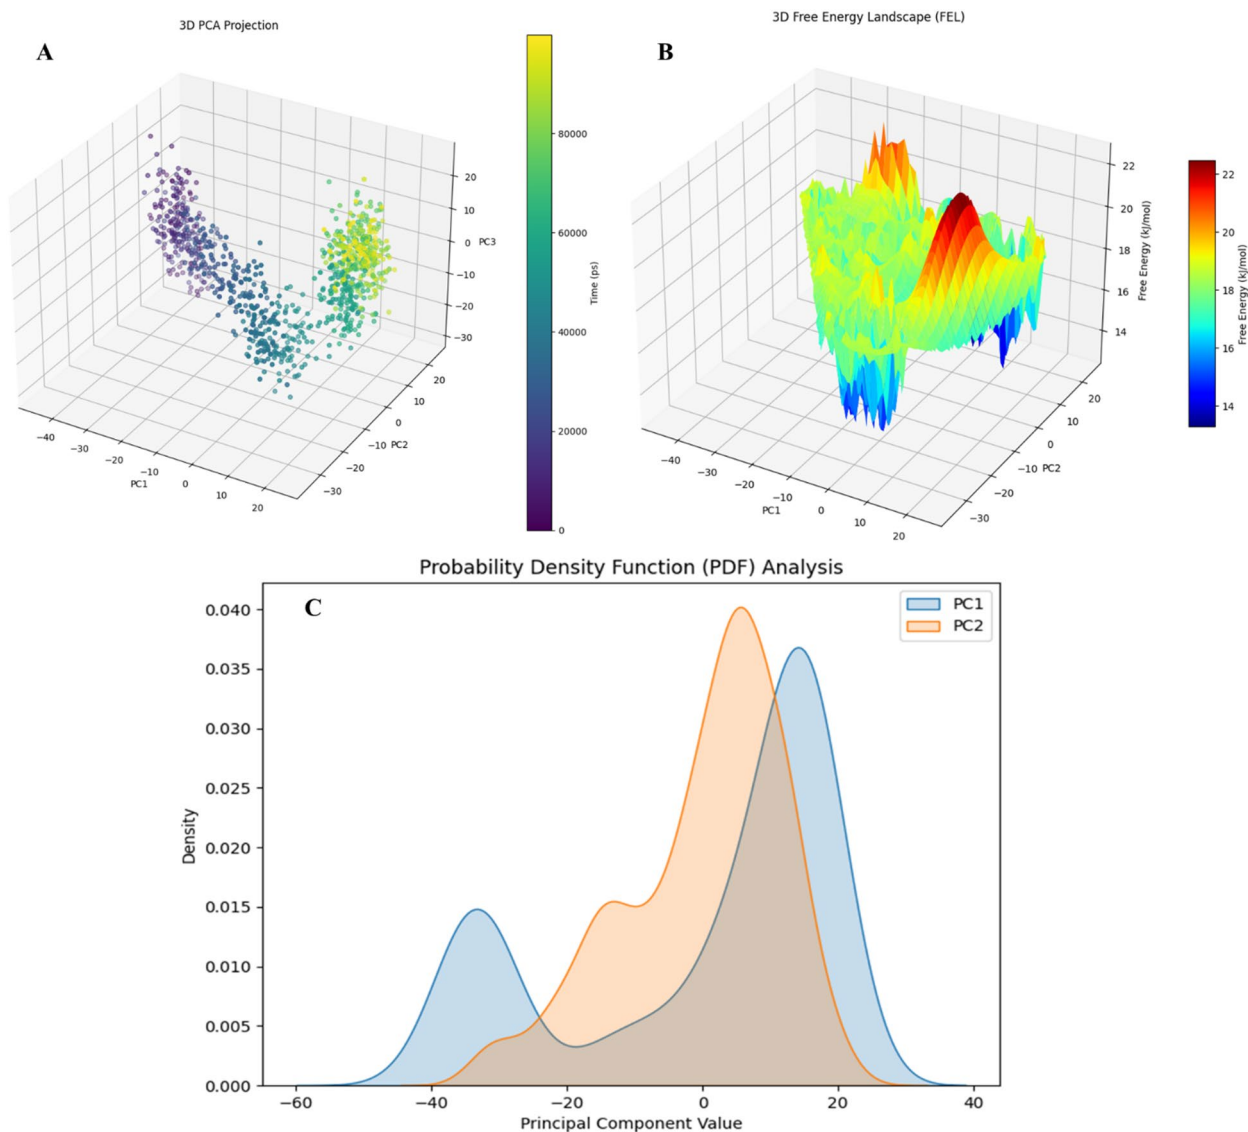 3D PCA Projection
A
80000
60000
40000
20000
0
Time (ps)
20
10
0
−10
−20
−30
PC3
20
10
0
−10
−20
−30
PC2
−40
−30
−20
−10
0
10
20
PC1
3D Free Energy Landscape (FEL)
B
22
20
18
16
14
Free Energy (kJ/mol)
22
20
18
16
14
Free Energy (kJ/mol)
20
10
0
−10
−20
−30
PC2
−40
−30
−20
−10
0
10
20
PC1
Probability Density Function (PDF) Analysis
C
PC1
PC2
0.040
0.035
0.030
0.025
0.020
0.015
0.010
0.005
0.000
Density
−60 −40 −20 0 20 40
Principal Component Value